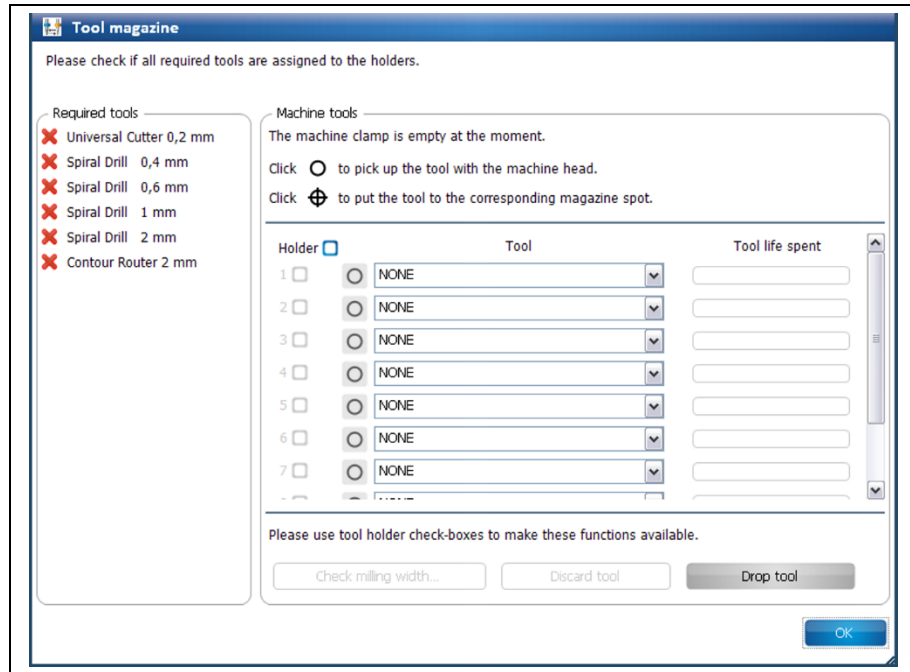 Tool magazine
Please check if all required tools are assigned to the holders.
Required tools
Universal Cutter 0,2 mm
Spiral Drill 0,4 mm
Spiral Drill 0,6 mm
Spiral Drill 1 mm
Spiral Drill 2 mm
Contour Router 2 mm
Machine tools
The machine clamp is empty at the moment.
Click to pick up the tool with the machine head.
Click to put the tool to the corresponding magazine spot.
Holder Tool Tool life spent
1 NONE
2 NONE
3 NONE
4 NONE
5 NONE
6 NONE
7 NONE
Please use tool holder check-boxes to make these functions available.
Check milling width... Discard tool Drop tool
OK